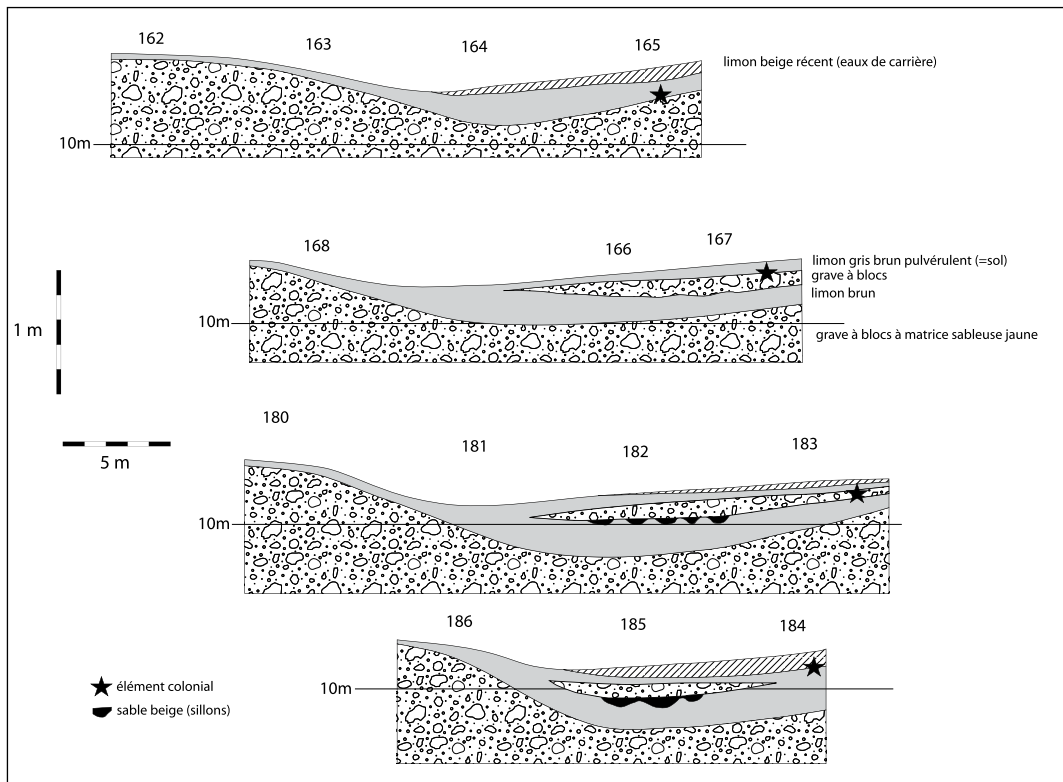 162 163 164 165
limon beige récent (eaux de carrière)
10m
168 166 167
limon gris brun pulvérulent (=sol)
grave à blocs
limon brun
10m
grave à blocs à matrice sableuse jaune
1 m
5 m
180 181 182 183
10m
186 185 184
10m
élément colonial
sable beige (sillons)